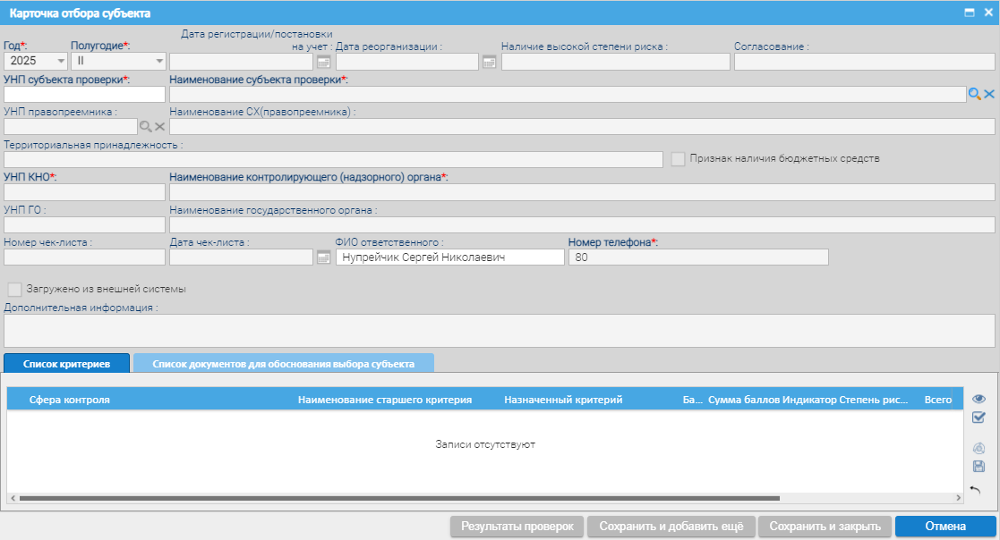 Карточка отбора субъекта
Дата регистрации/постановки
Год*: Полугодие*: на учет : Дата реорганизации : Наличие высокой степени риска : Согласование :
2025 II
УНП субъекта проверки*: Наименование субъекта проверки*:
УНП правопреемника : Наименование СХ(правопреемника) :
Территориальная принадлежность :
Признак наличия бюджетных средств
УНП КНО*: Наименование контролирующего (надзорного) органа*:
УНП ГО : Наименование государственного органа :
Номер чек-листа : Дата чек-листа : ФИО ответственного : Номер телефона*:
Нупрейчик Сергей Николаевич 80
Загружено из внешней системы
Дополнительная информация :
Список критериев Список документов для обоснования выбора субъекта
Сфера контроля Наименование старшего критерия Назначенный критерий Ба... Сумма баллов Индикатор Степень рис... Всего
Записи отсутствуют
Результаты проверок Сохранить и добавить ещё Сохранить и закрыть Отмена